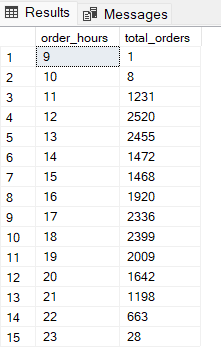 Results Messages
order_hours total_orders
1 9 1
2 10 8
3 11 1231
4 12 2520
5 13 2455
6 14 1472
7 15 1468
8 16 1920
9 17 2336
10 18 2399
11 19 2009
12 20 1642
13 21 1198
14 22 663
15 23 28